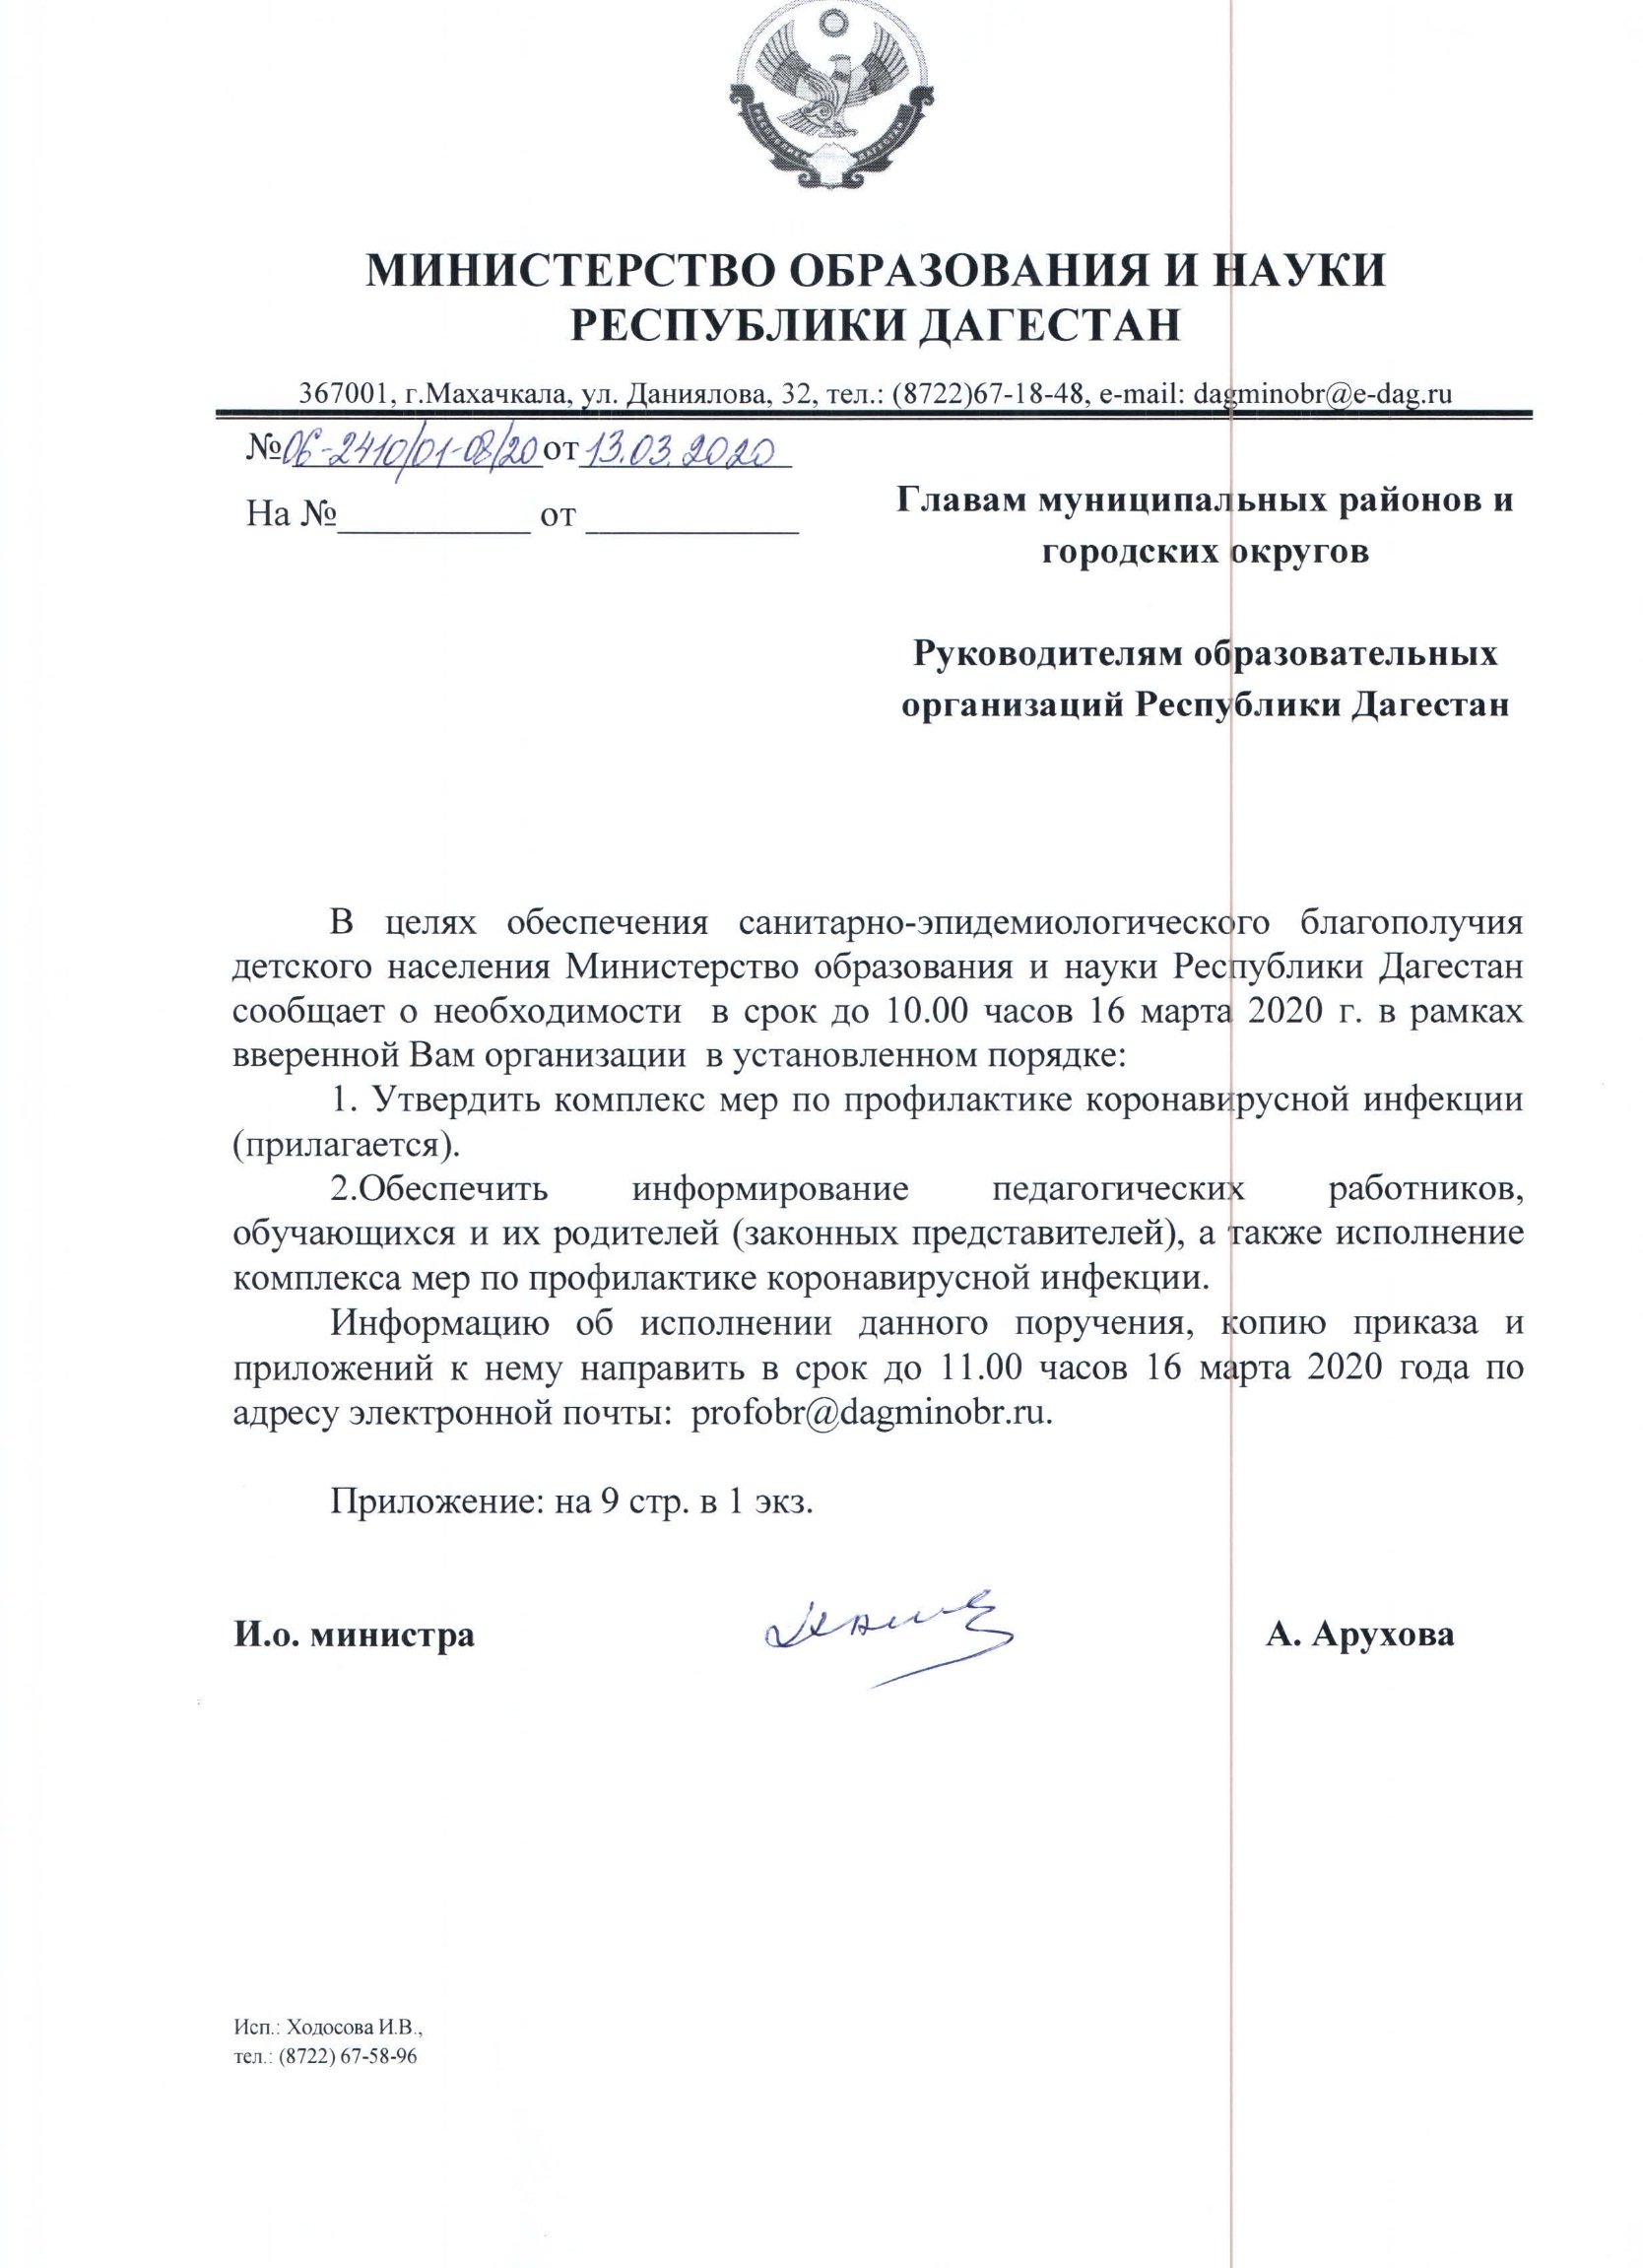 РЕСПУБЛИКА ДАГЕСТАН
МИНИСТЕРСТВО ОБРАЗОВАНИЯ И НАУКИ
РЕСПУБЛИКИ ДАГЕСТАН
367001, г.Махачкала, ул. Даниялова, 32, тел.: (8722)67-18-48, e-mail: dagminobr@e-dag.ru
№06-2410/01-08/20 от 13.03.2020
На №__________ от ___________
Главам муниципальных районов и
городских округов
Руководителям образовательных
организаций Республики Дагестан
В целях обеспечения санитарно-эпидемиологического благополучия
детского населения Министерство образования и науки Республики Дагестан
сообщает о необходимости в срок до 10.00 часов 16 марта 2020 г. в рамках
вверенной Вам организации в установленном порядке:
1. Утвердить комплекс мер по профилактике коронавирусной инфекции
(прилагается).
2.Обеспечить информирование педагогических работников,
обучающихся и их родителей (законных представителей), а также исполнение
комплекса мер по профилактике коронавирусной инфекции.
Информацию об исполнении данного поручения, копию приказа и
приложений к нему направить в срок до 11.00 часов 16 марта 2020 года по
адресу электронной почты: profobr@dagminobr.ru.
Приложение: на 9 стр. в 1 экз.
И.о. министра А. Арухова
Исп.: Ходосова И.В.,
тел.: (8722) 67-58-96